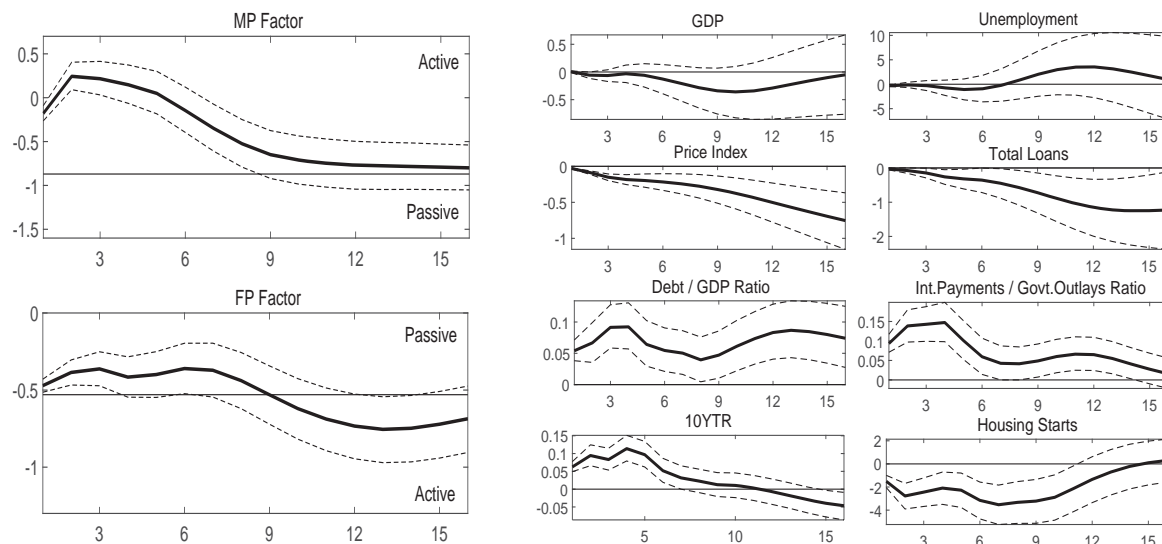 MP Factor
0.5
0
-0.5
-1
-1.5
Active
Passive
3 6 9 12 15
FP Factor
0
-0.5
-1
Passive
Active
3 6 9 12 15
GDP
0.5
0
-0.5
3 6 9 12 15
Unemployment
10
5
0
-5
3 6 9 12 15
Price Index
0
-0.5
-1
3 6 9 12 15
Total Loans
0
-1
-2
3 6 9 12 15
Debt / GDP Ratio
0.1
0.05
0
3 6 9 12 15
Int.Payments / Govt.Outlays Ratio
0.15
0.1
0.05
0
3 6 9 12 15
10YTR
0.15
0.1
0.05
0
-0.05
5 10 15
Housing Starts
2
0
-2
-4
3 6 9 12 15